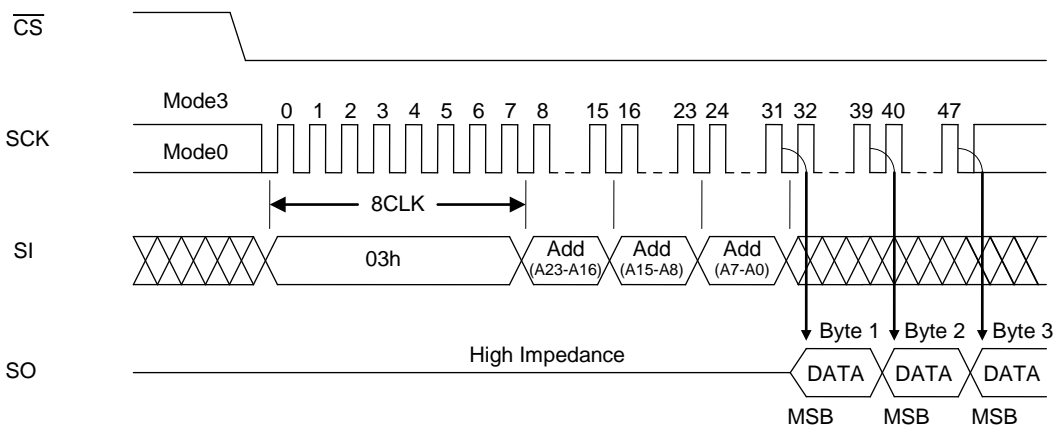 CS
Mode3
0 1 2 3 4 5 6 7 8 15 16 23 24 31 32 39 40 47
SCK
Mode0
8CLK
SI
03h
Add
(A23-A16)
Add
(A15-A8)
Add
(A7-A0)
Byte 1
Byte 2
Byte 3
High Impedance
SO
DATA
DATA
DATA
MSB
MSB
MSB